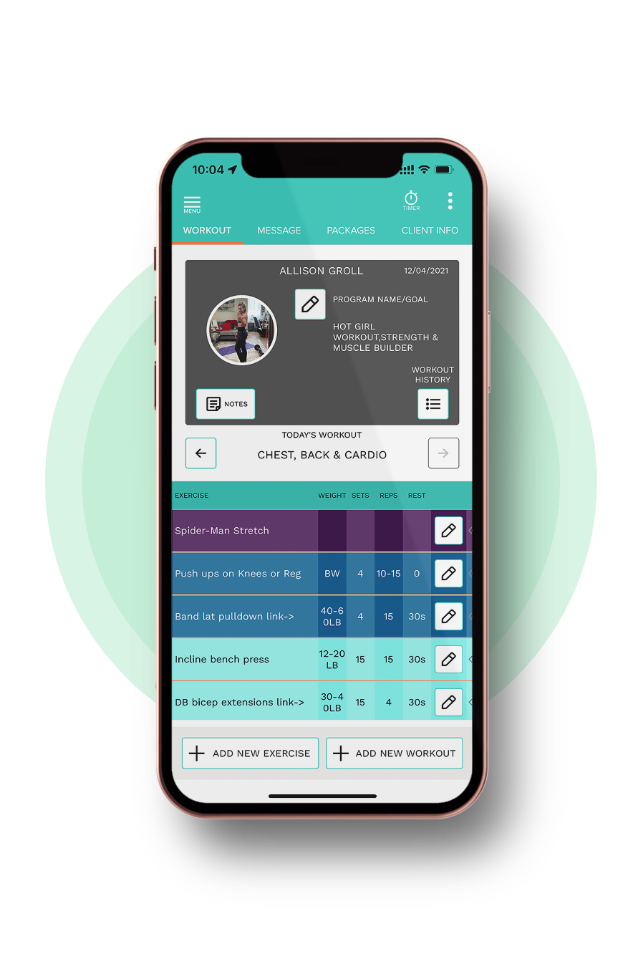 10:04
MENU
TIMER
WORKOUT MESSAGE PACKAGES CLIENT INFO
ALLISON GROLL 12/04/2021
PROGRAM NAME/GOAL
HOT GIRL
WORKOUT,STRENGTH &
MUSCLE BUILDER
WORKOUT
HISTORY
NOTES
TODAY'S WORKOUT
CHEST, BACK & CARDIO
EXERCISE WEIGHT SETS REPS REST
Spider-Man Stretch
Push ups on Knees or Reg BW 4 10-15 0
Band lat pulldown link-> 40-6 4 15 30s
0LB
Incline bench press 12-20 15 15 30s
LB
DB bicep extensions link-> 30-4 15 4 30s
0LB
ADD NEW EXERCISE ADD NEW WORKOUT